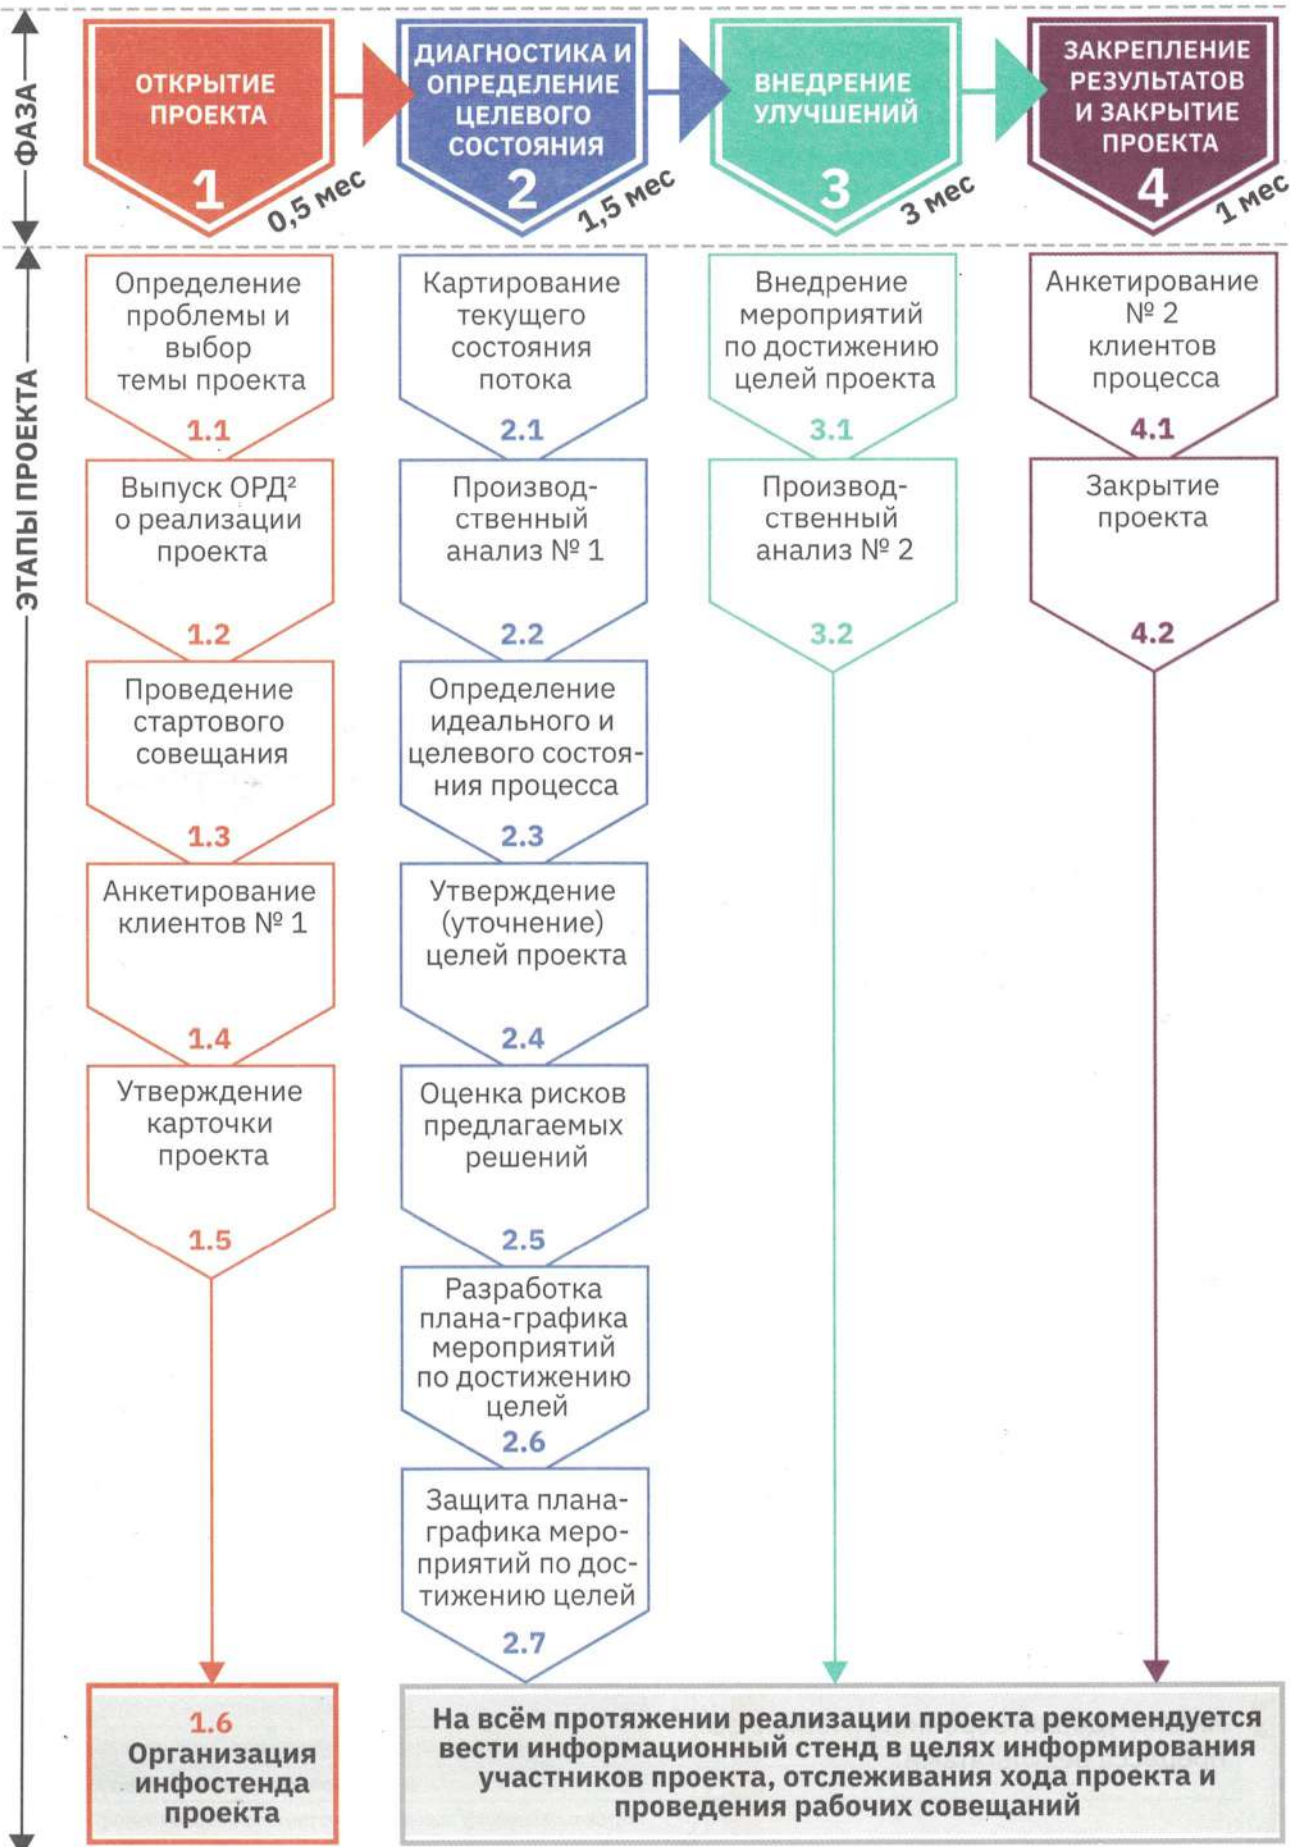 ФАЗА
ОТКРЫТИЕ
ПРОЕКТА
1
0,5 мес
ДИАГНОСТИКА И
ОПРЕДЕЛЕНИЕ
ЦЕЛЕВОГО
СОСТОЯНИЯ
2
1,5 мес
ВНЕДРЕНИЕ
УЛУЧШЕНИЙ
3
3 мес
ЗАКРЕПЛЕНИЕ
РЕЗУЛЬТАТОВ
И ЗАКРЫТИЕ
ПРОЕКТА
4
1 мес
ЭТАПЫ ПРОЕКТА
Определение
проблемы и
выбор
темы проекта
1.1
Выпуск ОРД²
о реализации
проекта
1.2
Проведение
стартового
совещания
1.3
Анкетирование
клиентов № 1
1.4
Утверждение
карточки
проекта
1.5
1.6
Организация
инфостенда
проекта
Картирование
текущего
состояния
потока
2.1
Производ-
ственный
анализ № 1
2.2
Определение
идеального и
целевого состоя-
ния процесса
2.3
Утверждение
(уточнение)
целей проекта
2.4
Оценка рисков
предлагаемых
решений
2.5
Разработка
плана-графика
мероприятий
по достижению
целей
2.6
Защита плана-
графика меро-
приятий по дос-
тижению целей
2.7
Внедрение
мероприятий
по достижению
целей проекта
3.1
Производ-
ственный
анализ № 2
3.2
Анкетирование
№ 2
клиентов
процесса
4.1
Закрытие
проекта
4.2
На всём протяжении реализации проекта рекомендуется
вести информационный стенд в целях информирования
участников проекта, отслеживания хода проекта и
проведения рабочих совещаний